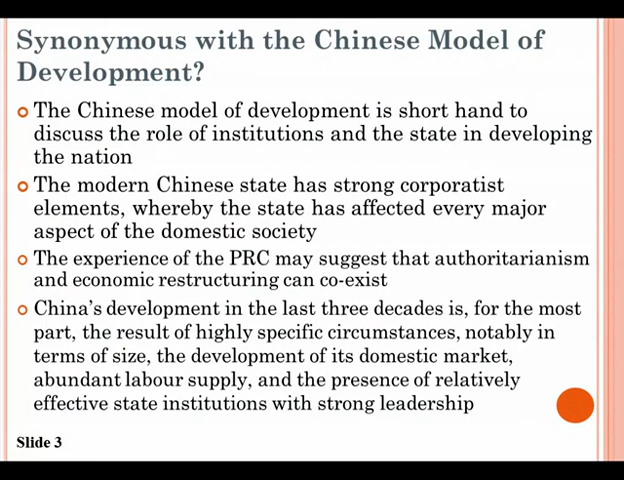 Synonymous with the Chinese Model of
Development?
The Chinese model of development is short hand to
discuss the role of institutions and the state in developing
the nation
The modern Chinese state has strong corporatist
elements, whereby the state has affected every major
aspect of the domestic society
The experience of the PRC may suggest that authoritarianism
and economic restructuring can co-exist
China's development in the last three decades is, for the most
part, the result of highly specific circumstances, notably in
terms of size, the development of its domestic market,
abundant labour supply, and the presence of relatively
effective state institutions with strong leadership
Slide 3